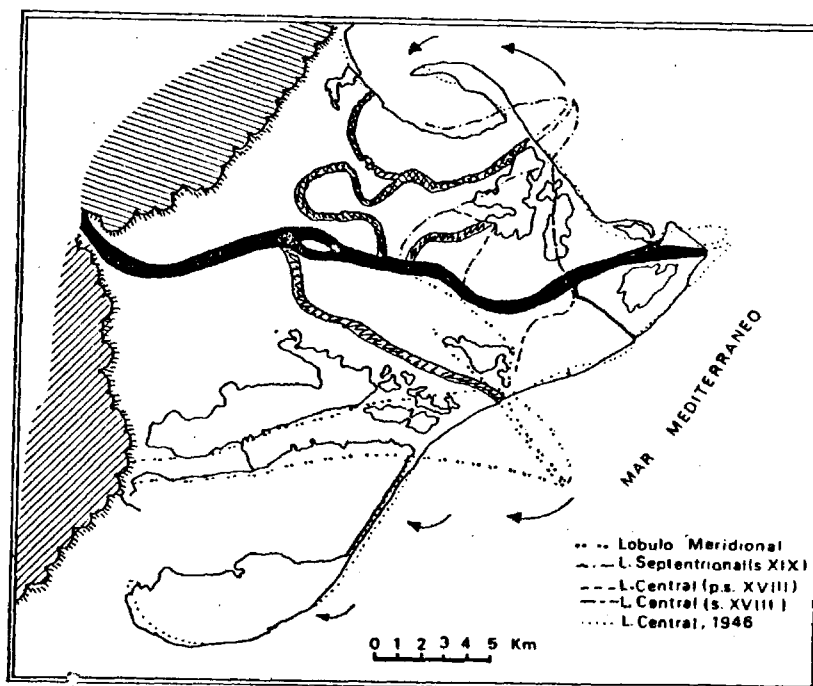 MAR MEDITERRANEO
Lobulo Meridional
L. Septentrional (s XIX)
L. Central (p.s. XVIII)
L. Central (s. XVIII)
L. Central, 1946
0 1 2 3 4 5 Km